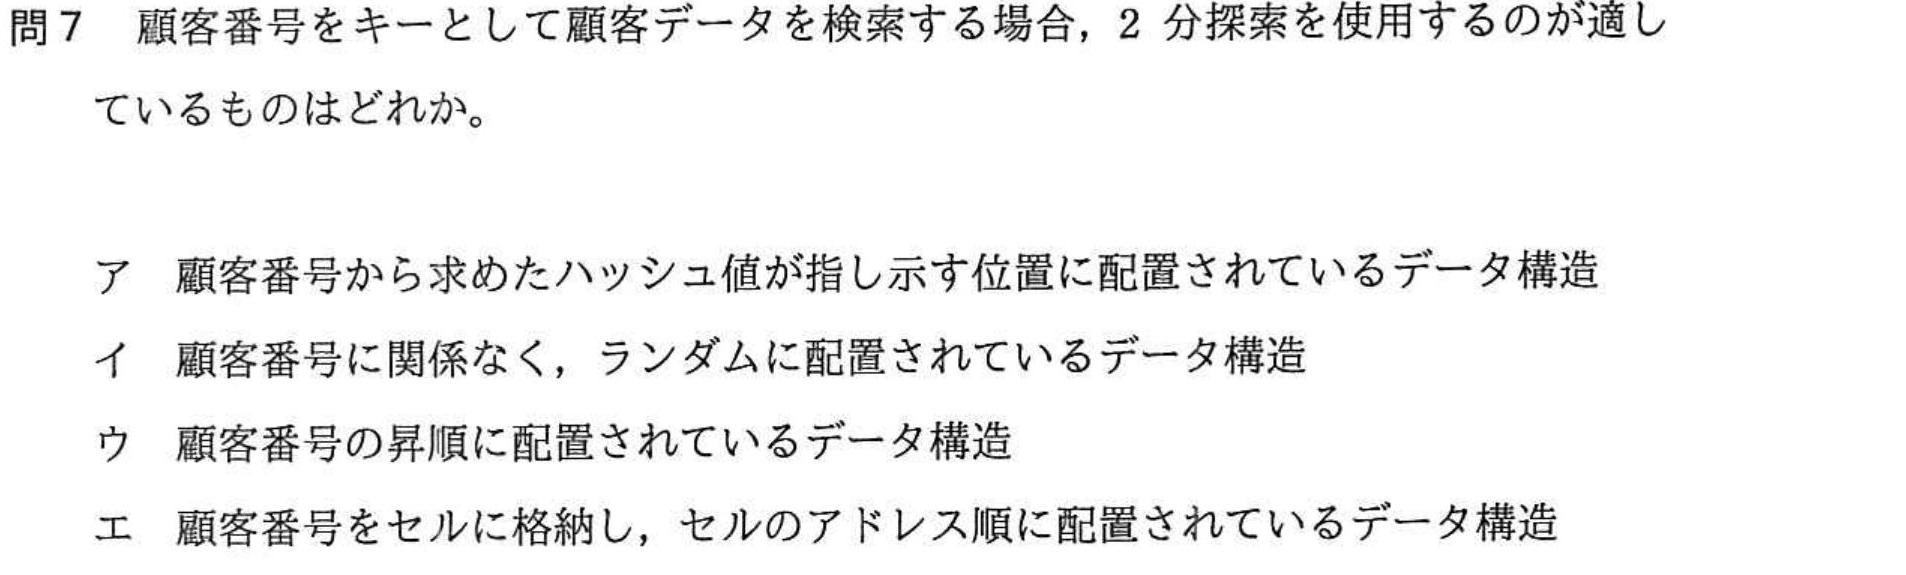 問7　顧客番号をキーとして顧客データを検索する場合，2 分探索を使用するのが適し
ているものはどれか。
ア　顧客番号から求めたハッシュ値が指し示す位置に配置されているデータ構造
イ　顧客番号に関係なく，ランダムに配置されているデータ構造
ウ　顧客番号の昇順に配置されているデータ構造
エ　顧客番号をセルに格納し，セルのアドレス順に配置されているデータ構造